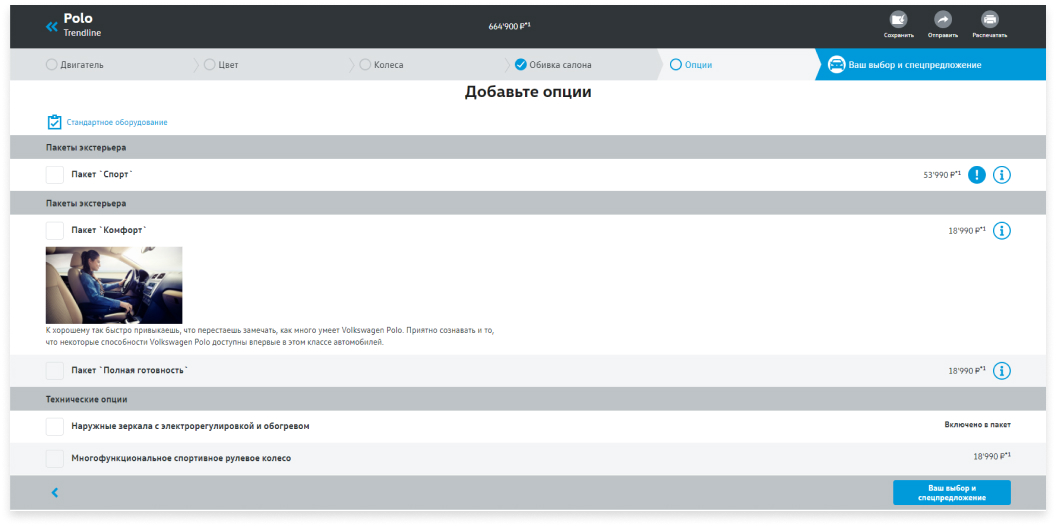 Polo
Trendline
664'900 ₽*1
Сохранить
Отправить
Распечатать
Двигатель
Цвет
Колеса
Обивка салона
Опции
Ваш выбор и спецпредложение
Добавьте опции
Стандартное оборудование
Пакеты экстерьера
Пакет `Спорт`
53'990 ₽*1
Пакеты экстерьера
Пакет `Комфорт`
18'990 ₽*1
К хорошему так быстро привыкаешь, что перестаешь замечать, как много умеет Volkswagen Polo. Приятно сознавать и то,
что некоторые способности Volkswagen Polo доступны впервые в этом классе автомобилей.
Пакет `Полная готовность`
18'990 ₽*1
Технические опции
Наружные зеркала с электрорегулировкой и обогревом
Включено в пакет
Многофункциональное спортивное рулевое колесо
18'990 ₽*1
Ваш выбор и
спецпредложение